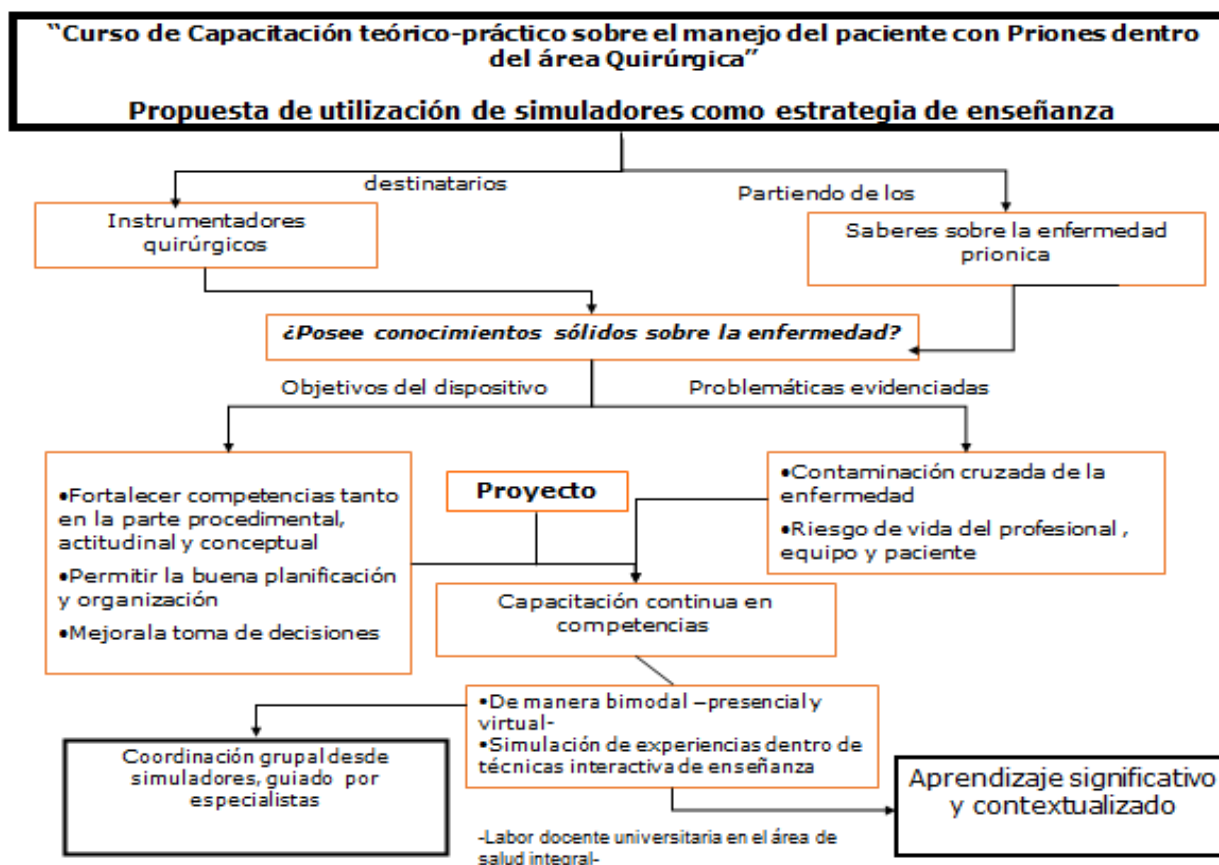 “Curso de Capacitación teórico-práctico sobre el manejo del paciente con Priones dentro
del área Quirúrgica”
Propuesta de utilización de simuladores como estrategia de enseñanza
destinatarios
Partiendo de los
Instrumentadores
quirúrgicos
Saberes sobre la enfermedad
prionica
¿Posee conocimientos sólidos sobre la enfermedad?
Objetivos del dispositivo
Problemáticas evidenciadas
•Fortalecer competencias tanto
en la parte procedimental,
actitudinal y conceptual
•Permitir la buena planificación
y organización
•Mejorala toma de decisiones
Proyecto
•Contaminación cruzada de la
enfermedad
•Riesgo de vida del profesional ,
equipo y paciente
Capacitación continua en
competencias
•De manera bimodal –presencial y
virtual-
•Simulación de experiencias dentro de
técnicas interactiva de enseñanza
Coordinación grupal desde
simuladores, guiado por
especialistas
Aprendizaje significativo
y contextualizado
-Labor docente universitaria en el área de
salud integral-